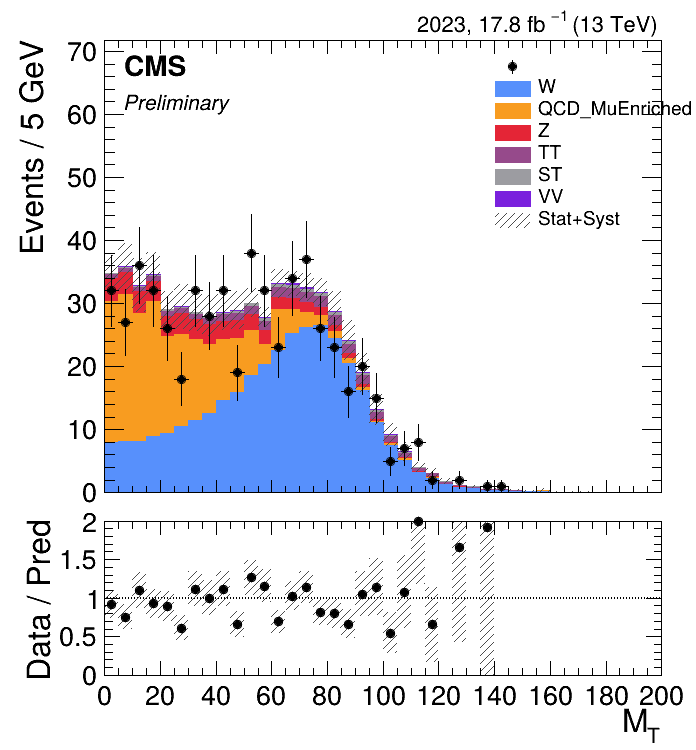 2023, 17.8 fb⁻¹ (13 TeV)
Events / 5 GeV
70
60
50
40
30
20
10
0
CMS
Preliminary
W
QCD_MuEnriched
Z
TT
ST
VV
Stat+Syst
Data / Pred
2
1.5
1
0.5
0
0 20 40 60 80 100 120 140 160 180 200
M_T